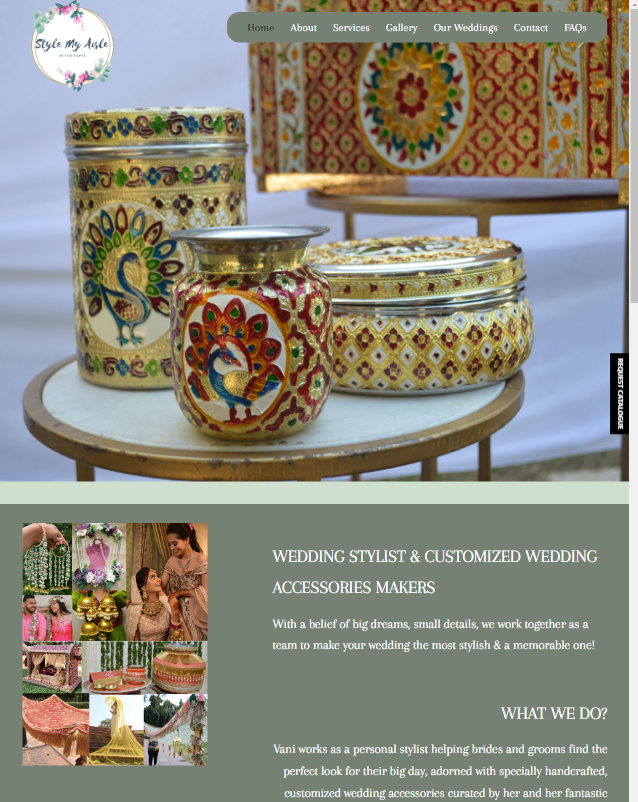 Style My Aisle
Home About Services Gallery Our Weddings Contact FAQs
REQUEST CATALOGUE
WEDDING STYLIST & CUSTOMIZED WEDDING
ACCESSORIES MAKERS
With a belief of big dreams, small details, we work together as a
team to make your wedding the most stylish & a memorable one!
WHAT WE DO?
Vani works as a personal stylist helping brides and grooms find the
perfect look for their big day, adorned with specially handcrafted,
customized wedding accessories curated by her and her fantastic